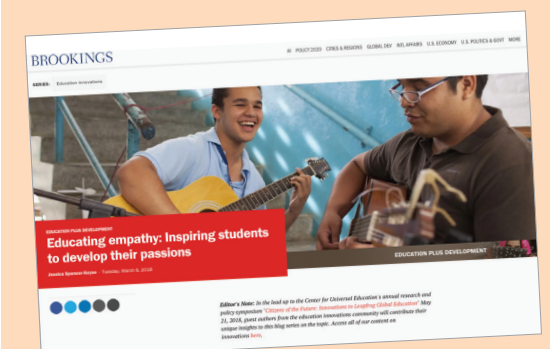 BROOKINGS
AI POLICY2020 CITIES & REGIONS GLOBAL DEV INTL AFFAIRS U.S. ECONOMY U.S. POLITICS & GOVT MORE
SERIES: Education Innovations
EDUCATION PLUS DEVELOPMENT
Educating empathy: Inspiring students
to develop their passions
Jessica Spencer-Keyse Tuesday, March 6, 2018
EDUCATION PLUS DEVELOPMENT
Editor's Note: In the lead up to the Center for Universal Education's annual research and
policy symposium "Citizens of the Future: Innovations to Leapfrog Global Education" May
21, 2018, guest authors from the education innovations community will contribute their
unique insights to this blog series on the topic. Access all of our content on
innovations here.